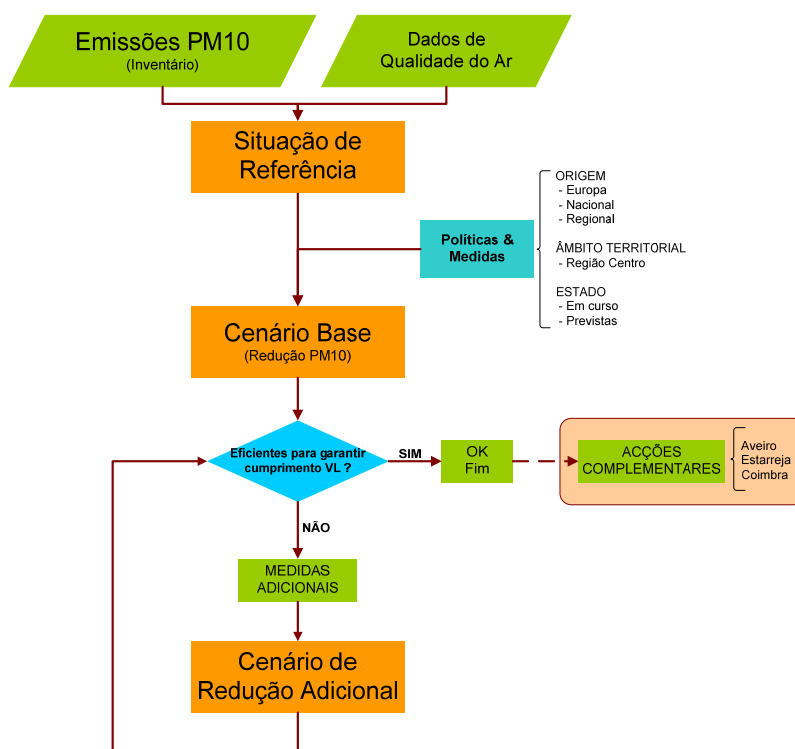 Emissões PM10
(Inventário)
Dados de
Qualidade do Ar
Situação de
Referência
Políticas &
Medidas
ORIGEM
- Europa
- Nacional
- Regional
ÂMBITO TERRITORIAL
- Região Centro
ESTADO
- Em curso
- Previstas
Cenário Base
(Redução PM10)
Eficientes para garantir
cumprimento VL ?
SIM
OK
Fim
ACÇÕES
COMPLEMENTARES
Aveiro
Estarreja
Coimbra
NÃO
MEDIDAS
ADICIONAIS
Cenário de
Redução Adicional